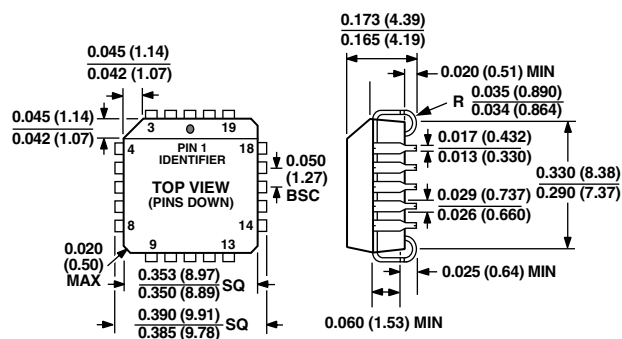 0.173 (4.39)
0.165 (4.19)
0.045 (1.14)
0.042 (1.07)
0.020 (0.51) MIN
0.045 (1.14)
0.042 (1.07)
R 0.035 (0.890)
0.034 (0.864)
3 19
4 PIN 1 18
IDENTIFIER
0.017 (0.432)
0.013 (0.330)
0.050
(1.27)
BSC
0.330 (8.38)
0.290 (7.37)
TOP VIEW
(PINS DOWN)
0.029 (0.737)
0.026 (0.660)
8 14
9 13
0.020
(0.50)
MAX
0.025 (0.64) MIN
0.353 (8.97) SQ
0.350 (8.89)
0.390 (9.91) SQ
0.385 (9.78)
0.060 (1.53) MIN